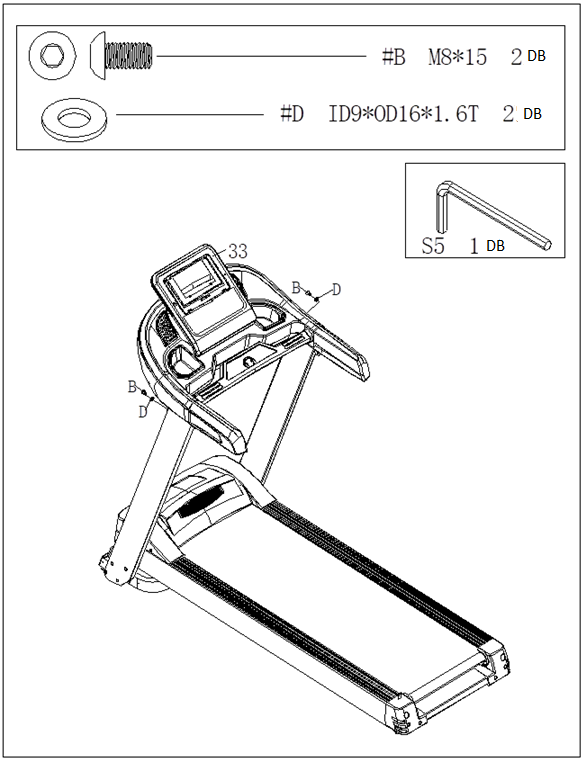 #B M8*15 2 DB
#D ID9*OD16*1.6T 2 DB
S5 1 DB
33
B D
B
D